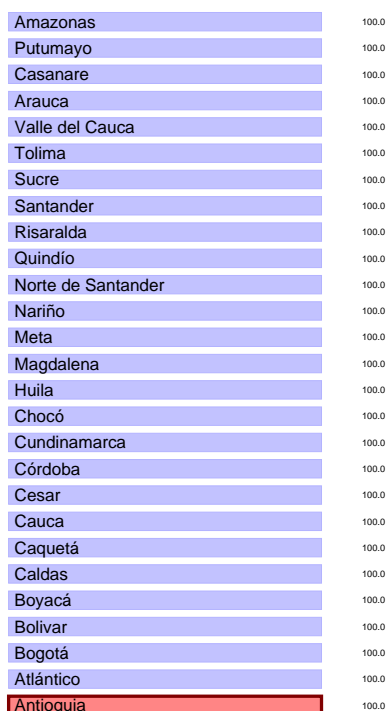 Amazonas 100.0
Putumayo 100.0
Casanare 100.0
Arauca 100.0
Valle del Cauca 100.0
Tolima 100.0
Sucre 100.0
Santander 100.0
Risaralda 100.0
Quindío 100.0
Norte de Santander 100.0
Nariño 100.0
Meta 100.0
Magdalena 100.0
Huila 100.0
Chocó 100.0
Cundinamarca 100.0
Córdoba 100.0
Cesar 100.0
Cauca 100.0
Caquetá 100.0
Caldas 100.0
Boyacá 100.0
Bolivar 100.0
Bogotá 100.0
Atlántico 100.0
Antioquia 100.0